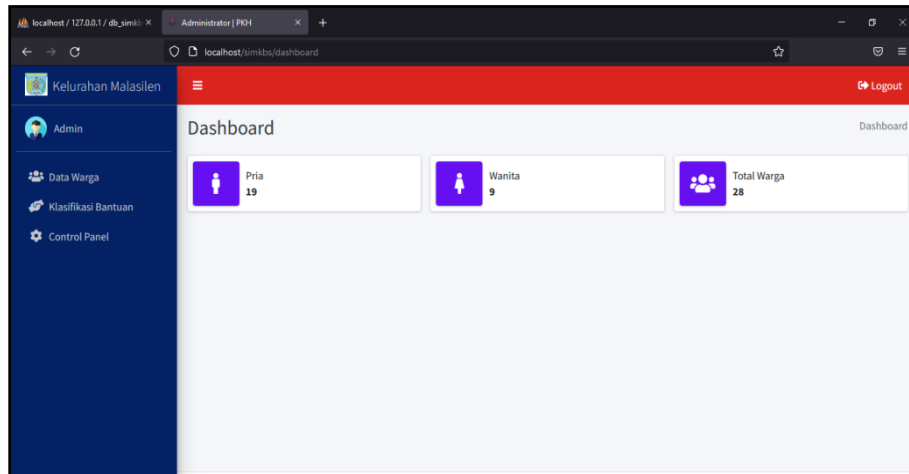 localhost / 127.0.0.1 / db_simkb
Administrator | PKH
localhost/simkbs/dashboard
Kelurahan Malasilen
Logout
Admin
Dashboard
Dashboard
Data Warga
Klasifikasi Bantuan
Control Panel
Pria
19
Wanita
9
Total Warga
28